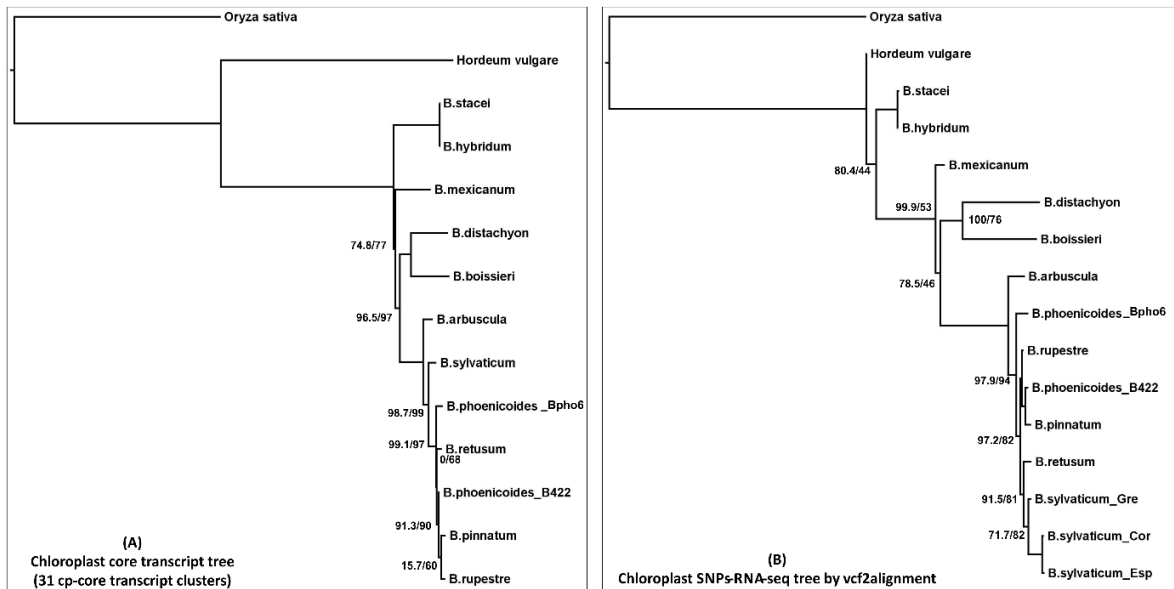 Oryza sativa
Hordeum vulgare
B.stacei
B.hybridum
B.mexicanum
74.8/77
B.distachyon
B.boissieri
96.5/97
B.arbuscula
B.sylvaticum
98.7/99
B.phoenicoides _Bpho6
99.1/97
B.retusum
0/68
B.phoenicoides_B422
91.3/90
B.pinnatum
15.7/60
B.rupestre
(A)
Chloroplast core transcript tree
(31 cp-core transcript clusters)
Oryza sativa
Hordeum vulgare
B.stacei
B.hybridum
80.4/44
B.mexicanum
99.9/53
B.distachyon
100/76
B.boissieri
78.5/46
B.arbuscula
B.phoenicoides_Bpho6
B.rupestre
97.9/94
B.phoenicoides_B422
B.pinnatum
97.2/82
B.retusum
91.5/81
B.sylvaticum_Gre
71.7/82
B.sylvaticum_Cor
B.sylvaticum_Esp
(B)
Chloroplast SNPs-RNA-seq tree by vcf2alignment